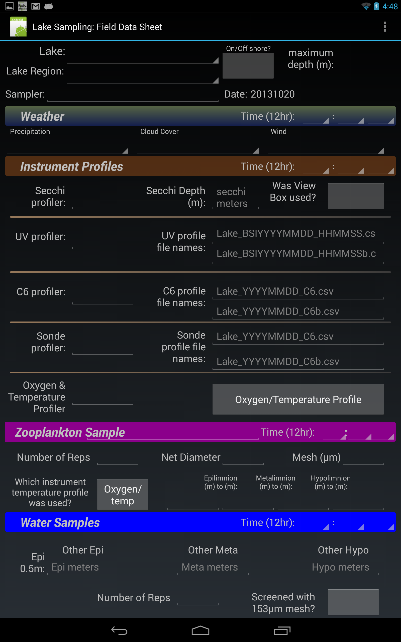 4:48
Lake Sampling: Field Data Sheet
Lake:
On/Off shore?
maximum
depth (m):
Lake Region:
Sampler:
Date: 20131020
Weather Time (12hr): :
Precipitation Cloud Cover Wind
Instrument Profiles Time (12hr): :
Secchi
profiler:
Secchi Depth
(m):
secchi
meters
Was View
Box used?
UV profiler:
UV profile
file names:
Lake_BSIYYYYMMDD_HHMMSS.cs
Lake_BSIYYYYMMDD_HHMMSSb.c
C6 profiler:
C6 profile
file names:
Lake_YYYYMMDD_C6.csv
Lake_YYYYMMDD_C6b.csv
Sonde
profiler:
Sonde
profile file
names:
Lake_YYYYMMDD_C6.csv
Lake_YYYYMMDD_C6b.csv
Oxygen &
Temperature
Profiler
Oxygen/Temperature Profile
Zooplankton Sample Time (12hr): :
Number of Reps Net Diameter Mesh (µm)
Which instrument
temperature profile
was used?
Oxygen/
temp
Epilimnion
(m) to (m):
Metalimnion
(m) to (m):
Hypolimnion
(m) to (m):
Water Samples Time (12hr): :
Epi
0.5m:
Other Epi
Epi meters
Other Meta
Meta meters
Other Hypo
Hypo meters
Number of Reps
Screened with
153µm mesh?